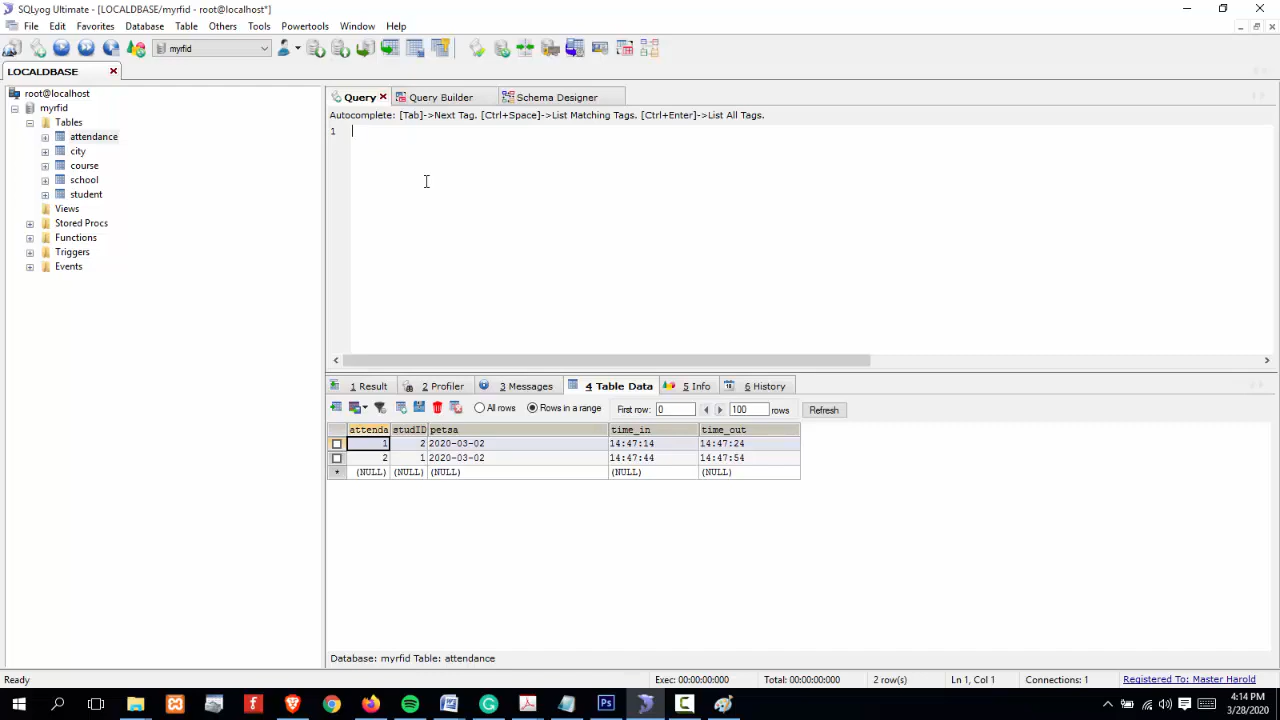 SQLyog Ultimate - [LOCALDBASE/myrfid - root@localhost*]
File Edit Favorites Database Table Others Tools Powertools Window Help
myrfid
LOCALDBASE
root@localhost
myrfid
Tables
attendance
city
course
school
student
Views
Stored Procs
Functions
Triggers
Events
Query Query Builder Schema Designer
Autocomplete: [Tab]->Next Tag. [Ctrl+Space]->List Matching Tags. [Ctrl+Enter]->List All Tags.
1
1 Result 2 Profiler 3 Messages 4 Table Data 5 Info 6 History
All rows Rows in a range First row: 0 100 rows Refresh
attenda studID petsa time_in time_out
1 2 2020-03-02 14:47:14 14:47:24
2 1 2020-03-02 14:47:44 14:47:54
* (NULL) (NULL) (NULL) (NULL) (NULL)
Database: myrfid Table: attendance
Ready Exec: 00:00:00:000 Total: 00:00:00:000 2 row(s) Ln 1, Col 1 Connections: 1 Registered To: Master Harold
4:14 PM
3/28/2020